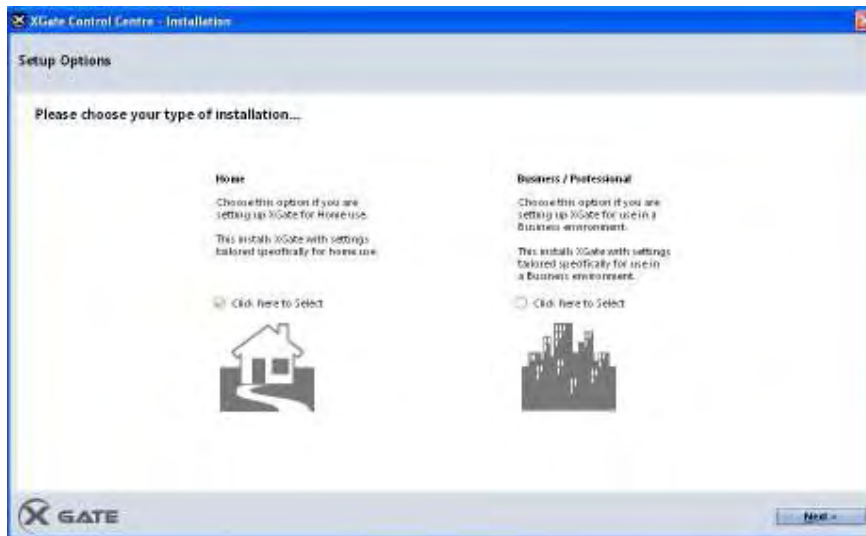 XGate Control Centre - Installation
Setup Options
Please choose your type of installation...
Home
Choose this option if you are
setting up XGate for Home use.
This installs XGate with settings
tailored specifically for home use
Click here to Select
Business / Professional
Choose this option if you are
setting up XGate for use in a
Business environment.
This installs XGate with settings
tailored specifically for use in
a Business environment.
Click here to Select
X GATE
Next >